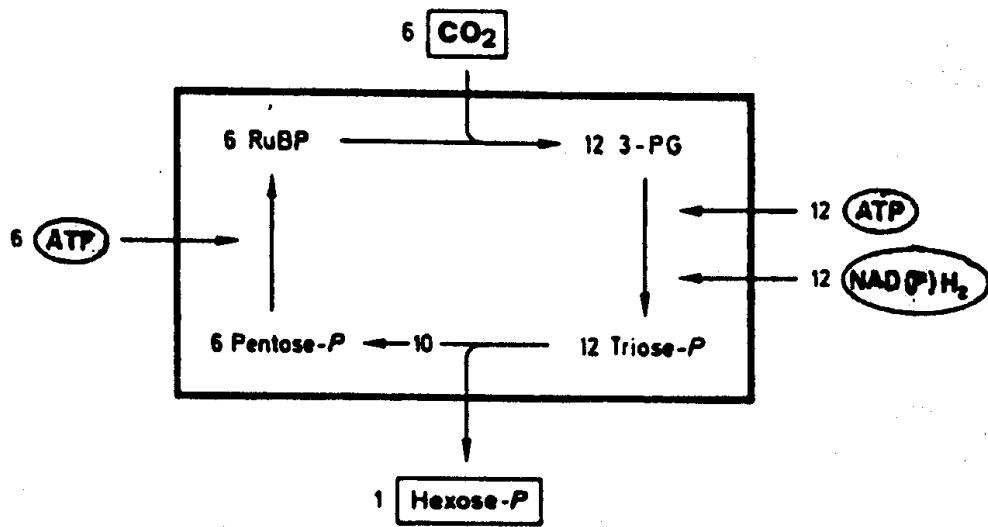 6 CO₂
6 RuBP
12 3-PG
12 ATP
6 ATP
12 NAD(P)H₂
6 Pentose-P
10
12 Triose-P
1 Hexose-P